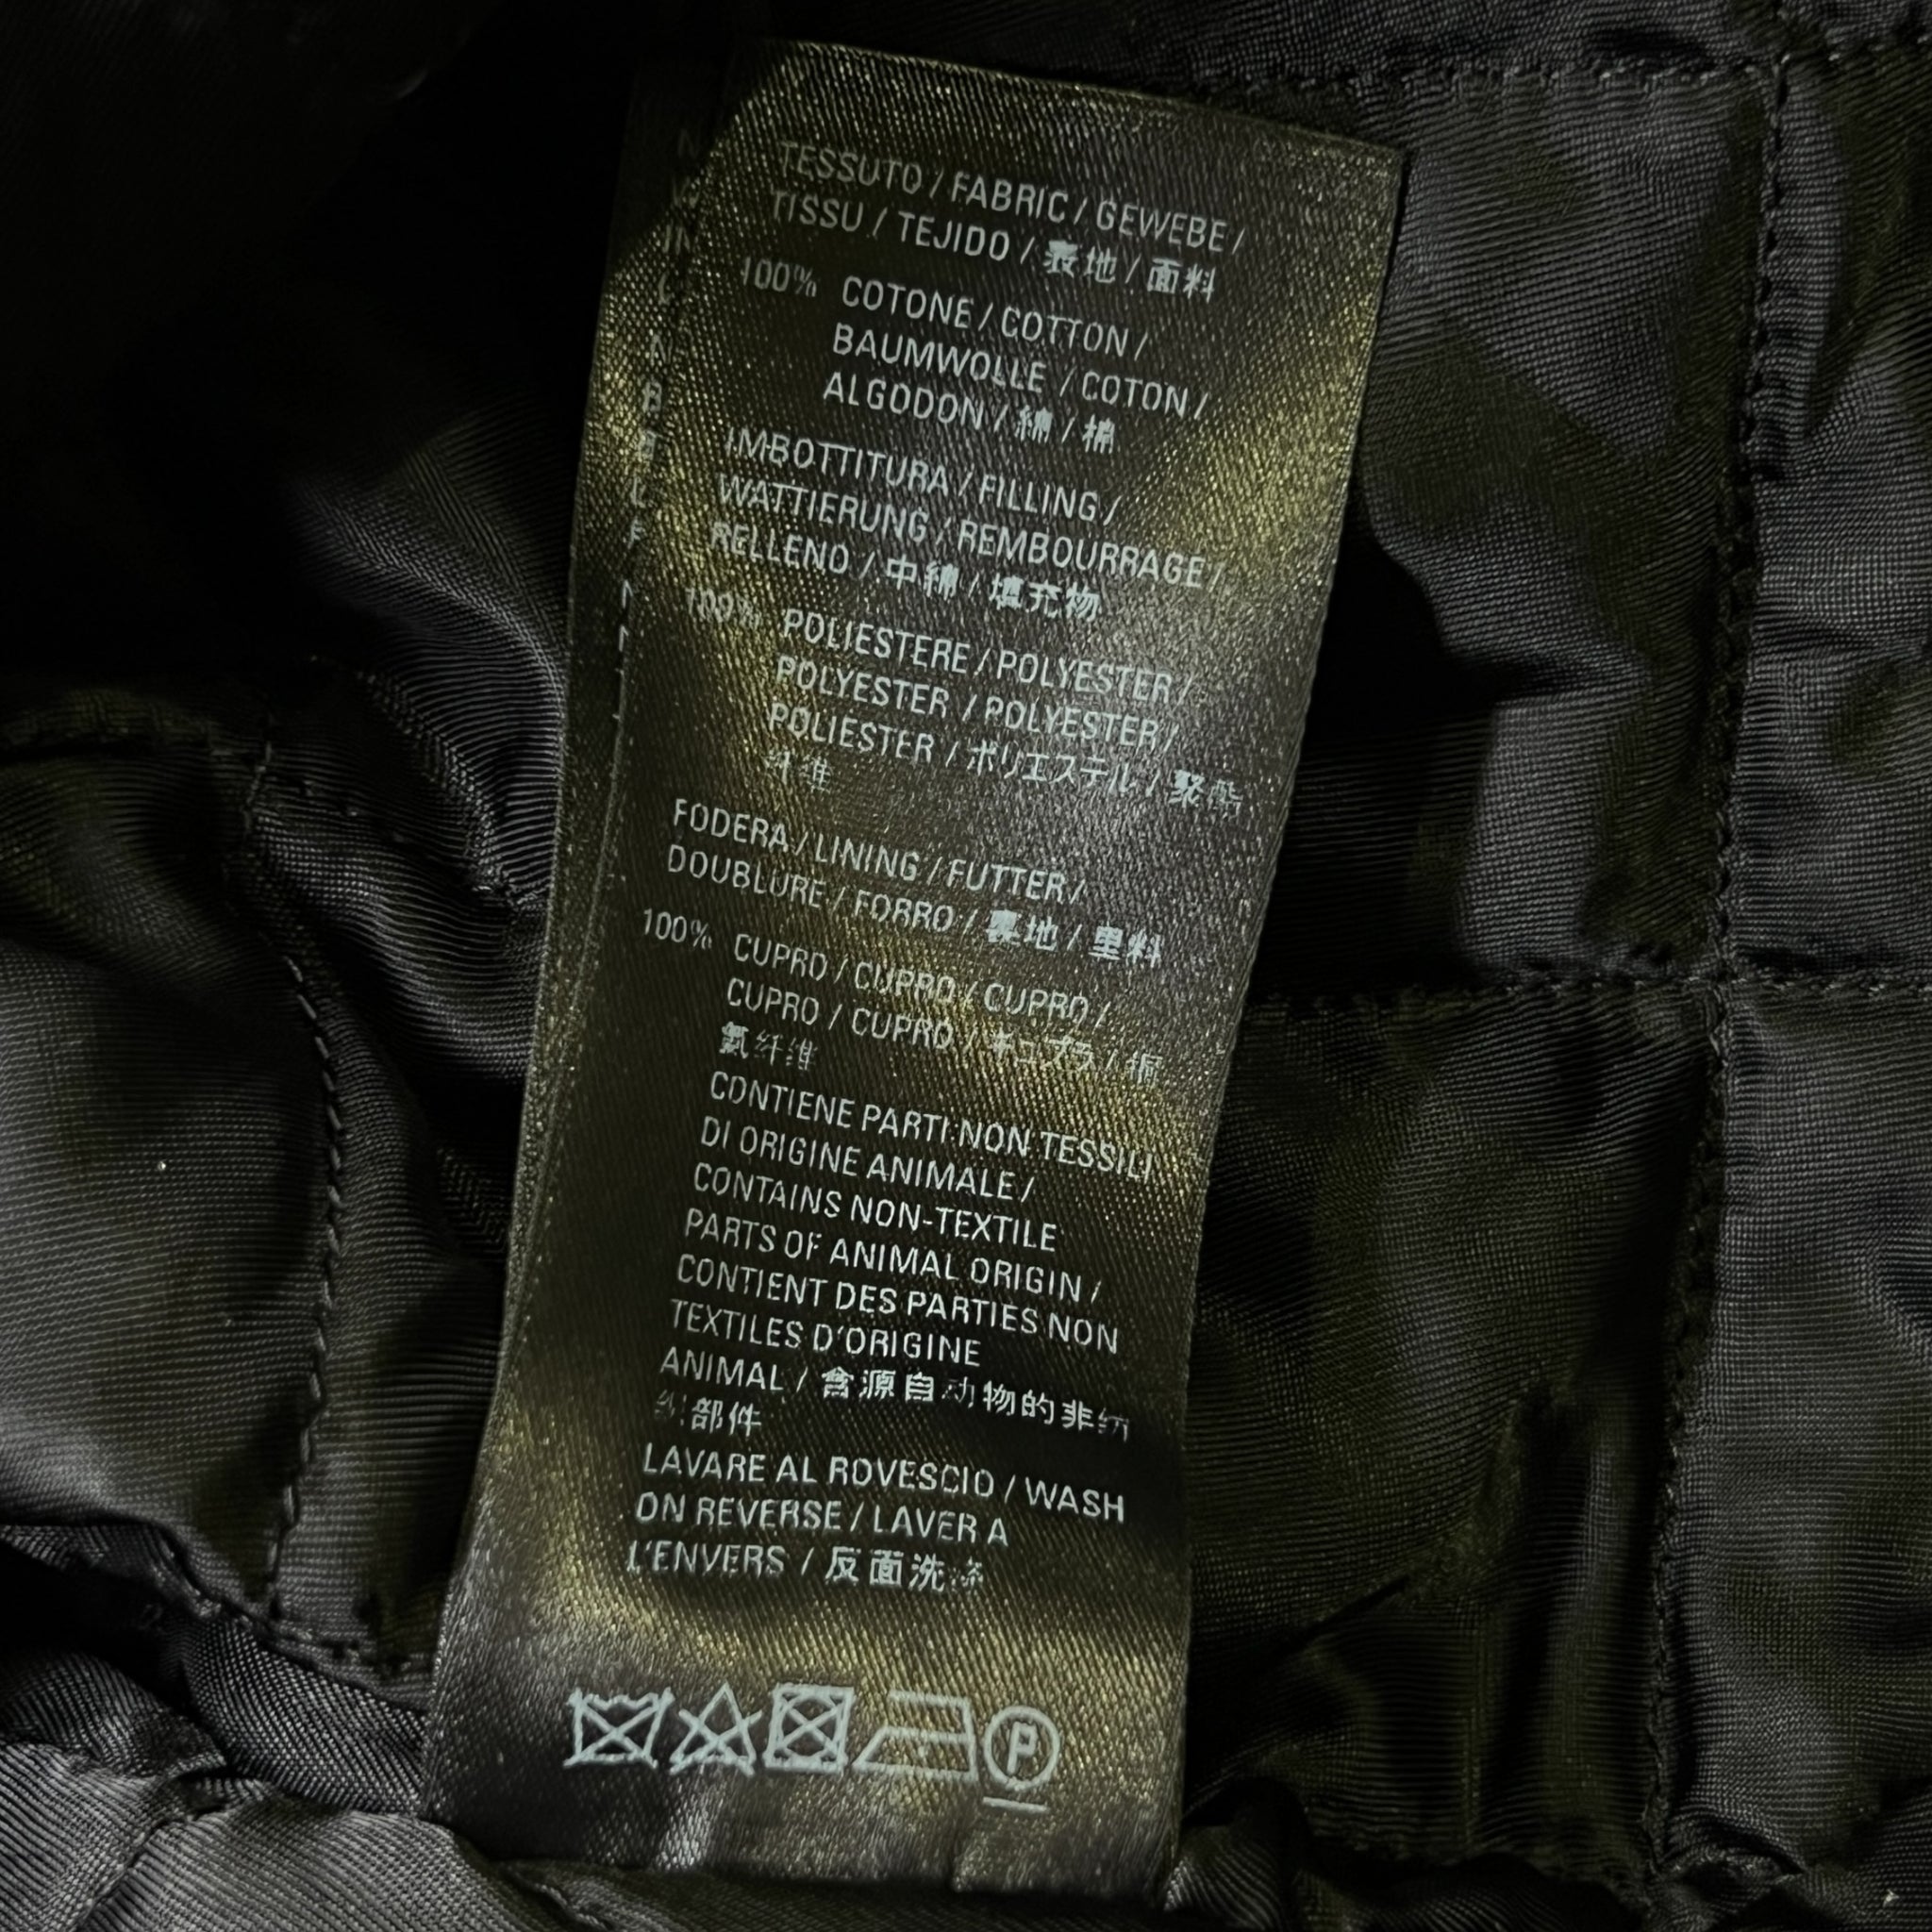 TESSUTO / FABRIC / GEWEBE /
TISSU / TEJIDO / 表地 / 面料
100% COTONE / COTTON /
BAUMWOLLE / COTON /
ALGODON / 綿 / 棉
IMBOTTITURA / FILLING /
WATTIERUNG / REMBOURRAGE /
RELLENO / 中綿 / 填充物
100% POLIESTERE / POLYESTER /
POLYESTER / POLYESTER /
POLIESTER / ポリエステル / 聚酯
纤维
FODERA / LINING / FUTTER /
DOUBLURE / FORRO / 裏地 / 里料
100% CUPRO / CUPRO / CUPRO /
CUPRO / CUPRO / キュプラ / 铜
氨纤维
CONTIENE PARTI NON TESSILI
DI ORIGINE ANIMALE /
CONTAINS NON-TEXTILE
PARTS OF ANIMAL ORIGIN /
CONTIENT DES PARTIES NON
TEXTILES D'ORIGINE
ANIMAL / 含源自动物的非纺
织部件
LAVARE AL ROVESCIO / WASH
ON REVERSE / LAVER A
L'ENVERS / 反面洗涤
P